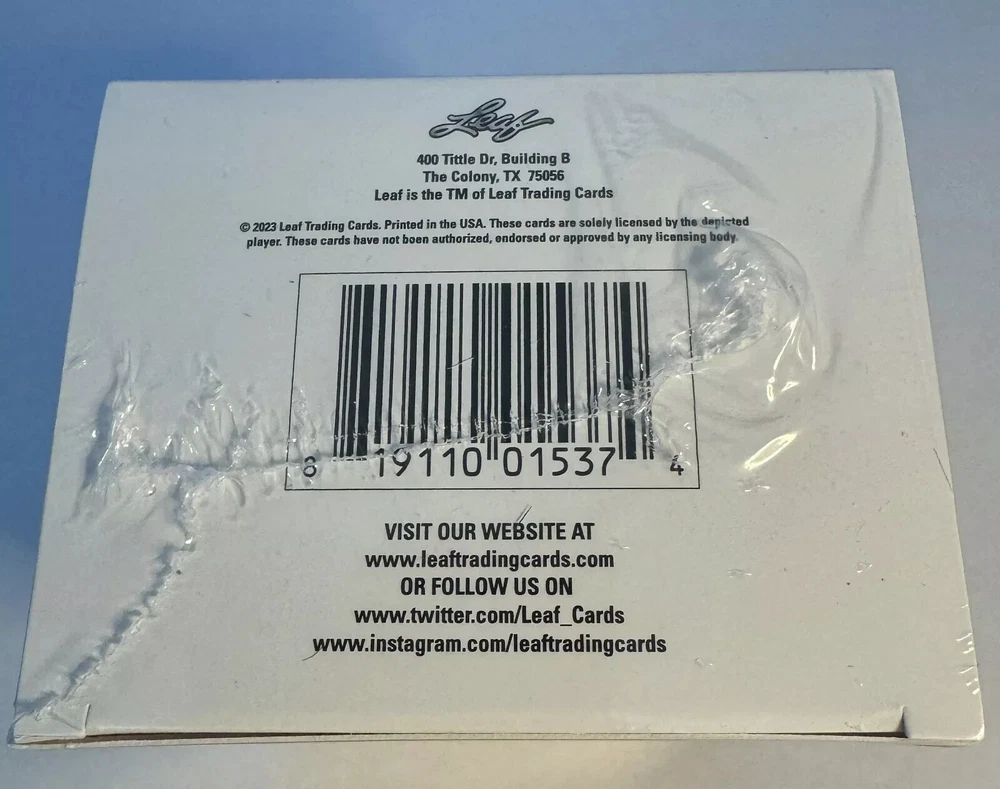 Leaf
400 Tittle Dr, Building B
The Colony, TX 75056
Leaf is the TM of Leaf Trading Cards
© 2023 Leaf Trading Cards. Printed in the USA. These cards are solely licensed by the depicted
player. These cards have not been authorized, endorsed or approved by any licensing body.
8 19110 01537 4
VISIT OUR WEBSITE AT
www.leaftradingcards.com
OR FOLLOW US ON
www.twitter.com/Leaf_Cards
www.instagram.com/leaftradingcards